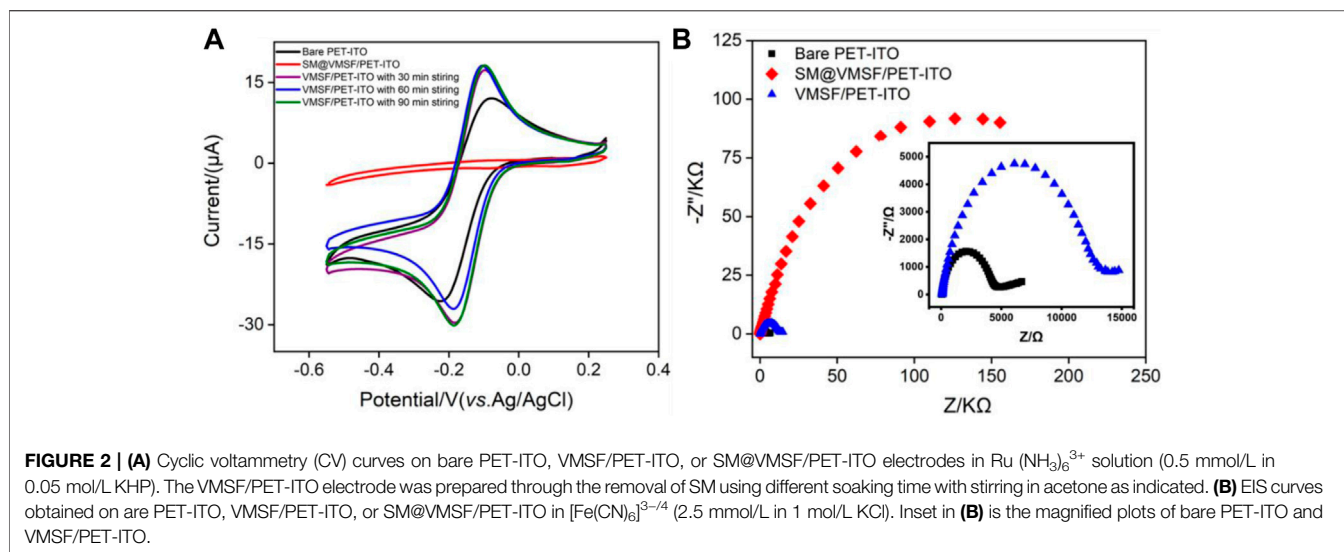 A
Bare PET-ITO
SM@VMSF/PET-ITO
VMSF/PET-ITO with 30 min stiring
VMSF/PET-ITO with 60 min stiring
VMSF/PET-ITO with 90 min stiring
15
0
-15
-30
Current/(μA)
-0.6
-0.4
-0.2
0.0
0.2
0.4
Potential/V(vs.Ag/AgCl)
B
Bare PET-ITO
SM@VMSF/PET-ITO
VMSF/PET-ITO
125
100
75
50
25
0
-Z"/KΩ
0
50
100
150
200
250
Z/KΩ
5000
4000
3000
2000
1000
0
-Z"/Ω
0
5000
10000
15000
Z/Ω
FIGURE 2 | (A) Cyclic voltammetry (CV) curves on bare PET-ITO, VMSF/PET-ITO, or SM@VMSF/PET-ITO electrodes in Ru (NH₃)₆³⁺ solution (0.5 mmol/L in
0.05 mol/L KHP). The VMSF/PET-ITO electrode was prepared through the removal of SM using different soaking time with stirring in acetone as indicated. (B) EIS curves
obtained on are PET-ITO, VMSF/PET-ITO, or SM@VMSF/PET-ITO in [Fe(CN)₆]³⁻/⁴ (2.5 mmol/L in 1 mol/L KCl). Inset in (B) is the magnified plots of bare PET-ITO and
VMSF/PET-ITO.